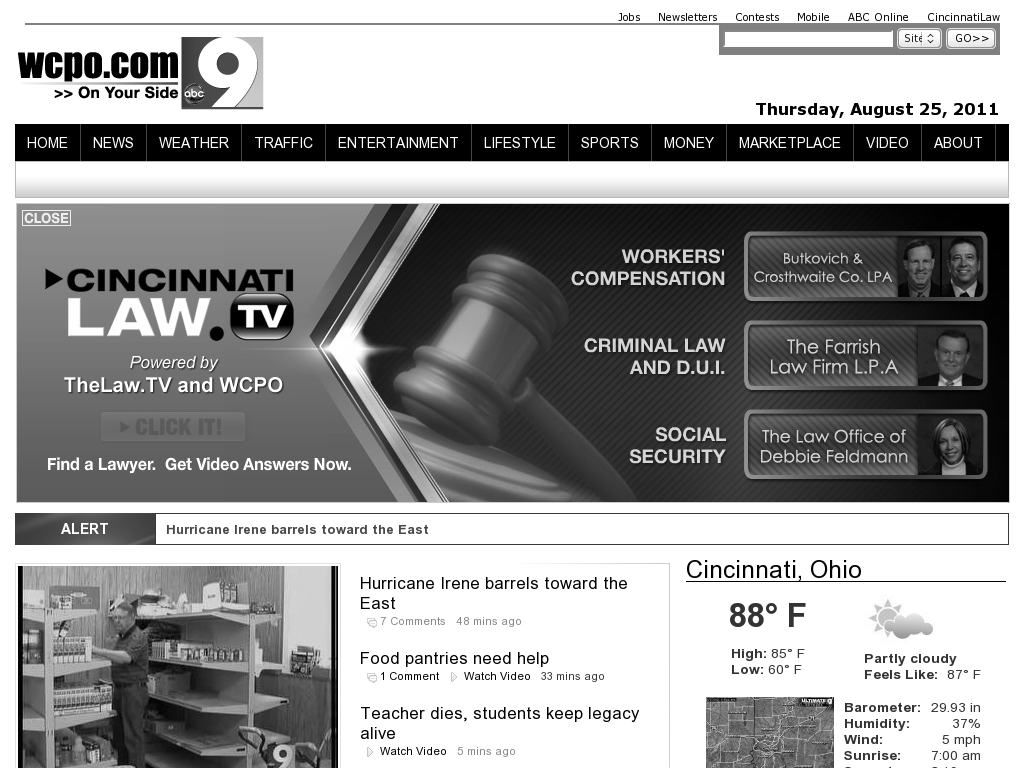 Jobs Newsletters Contests Mobile ABC Online CincinnatiLaw
Site GO>>
wcpo.com 9
>> On Your Side abc
Thursday, August 25, 2011
HOME NEWS WEATHER TRAFFIC ENTERTAINMENT LIFESTYLE SPORTS MONEY MARKETPLACE VIDEO ABOUT
CLOSE
CINCINNATI
LAW.TV
Powered by
TheLaw.TV and WCPO
CLICK IT!
Find a Lawyer. Get Video Answers Now.
WORKERS'
COMPENSATION
Butkovich &
Crosthwaite Co. LPA
CRIMINAL LAW
AND D.U.I.
The Farrish
Law Firm L.P.A
SOCIAL
SECURITY
The Law Office of
Debbie Feldmann
ALERT Hurricane Irene barrels toward the East
9
Hurricane Irene barrels toward the
East
7 Comments 48 mins ago
Food pantries need help
1 Comment Watch Video 33 mins ago
Teacher dies, students keep legacy
alive
Watch Video 5 mins ago
Cincinnati, Ohio
88° F
High: 85° F
Low: 60° F
Partly cloudy
Feels Like: 87° F
ULTIMATE 9
Barometer: 29.93 in
Humidity: 37%
Wind: 5 mph
Sunrise: 7:00 am